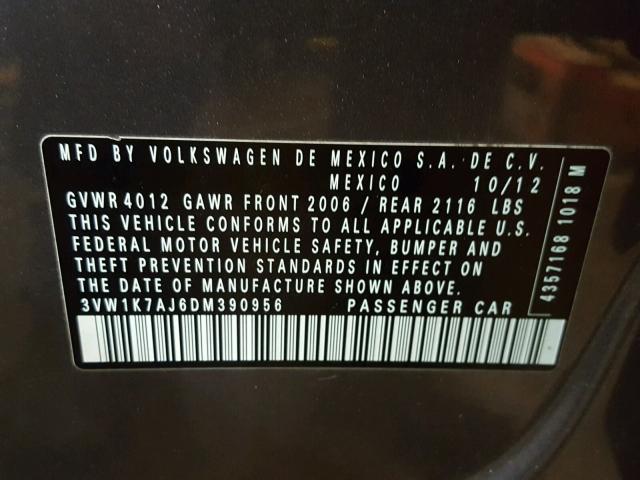 MFD BY VOLKSWAGEN DE MEXICO S.A. DE C.V.
MEXICO 10/12
GVWR 4012 GAWR FRONT 2006 / REAR 2116 LBS
THIS VEHICLE CONFORMS TO ALL APPLICABLE U.S.
FEDERAL MOTOR VEHICLE SAFETY, BUMPER AND
THEFT PREVENTION STANDARDS IN EFFECT ON
THE DATE OF MANUFACTURE SHOWN ABOVE.
3VW1K7AJ6DM390956 PASSENGER CAR
4357168 1018 M